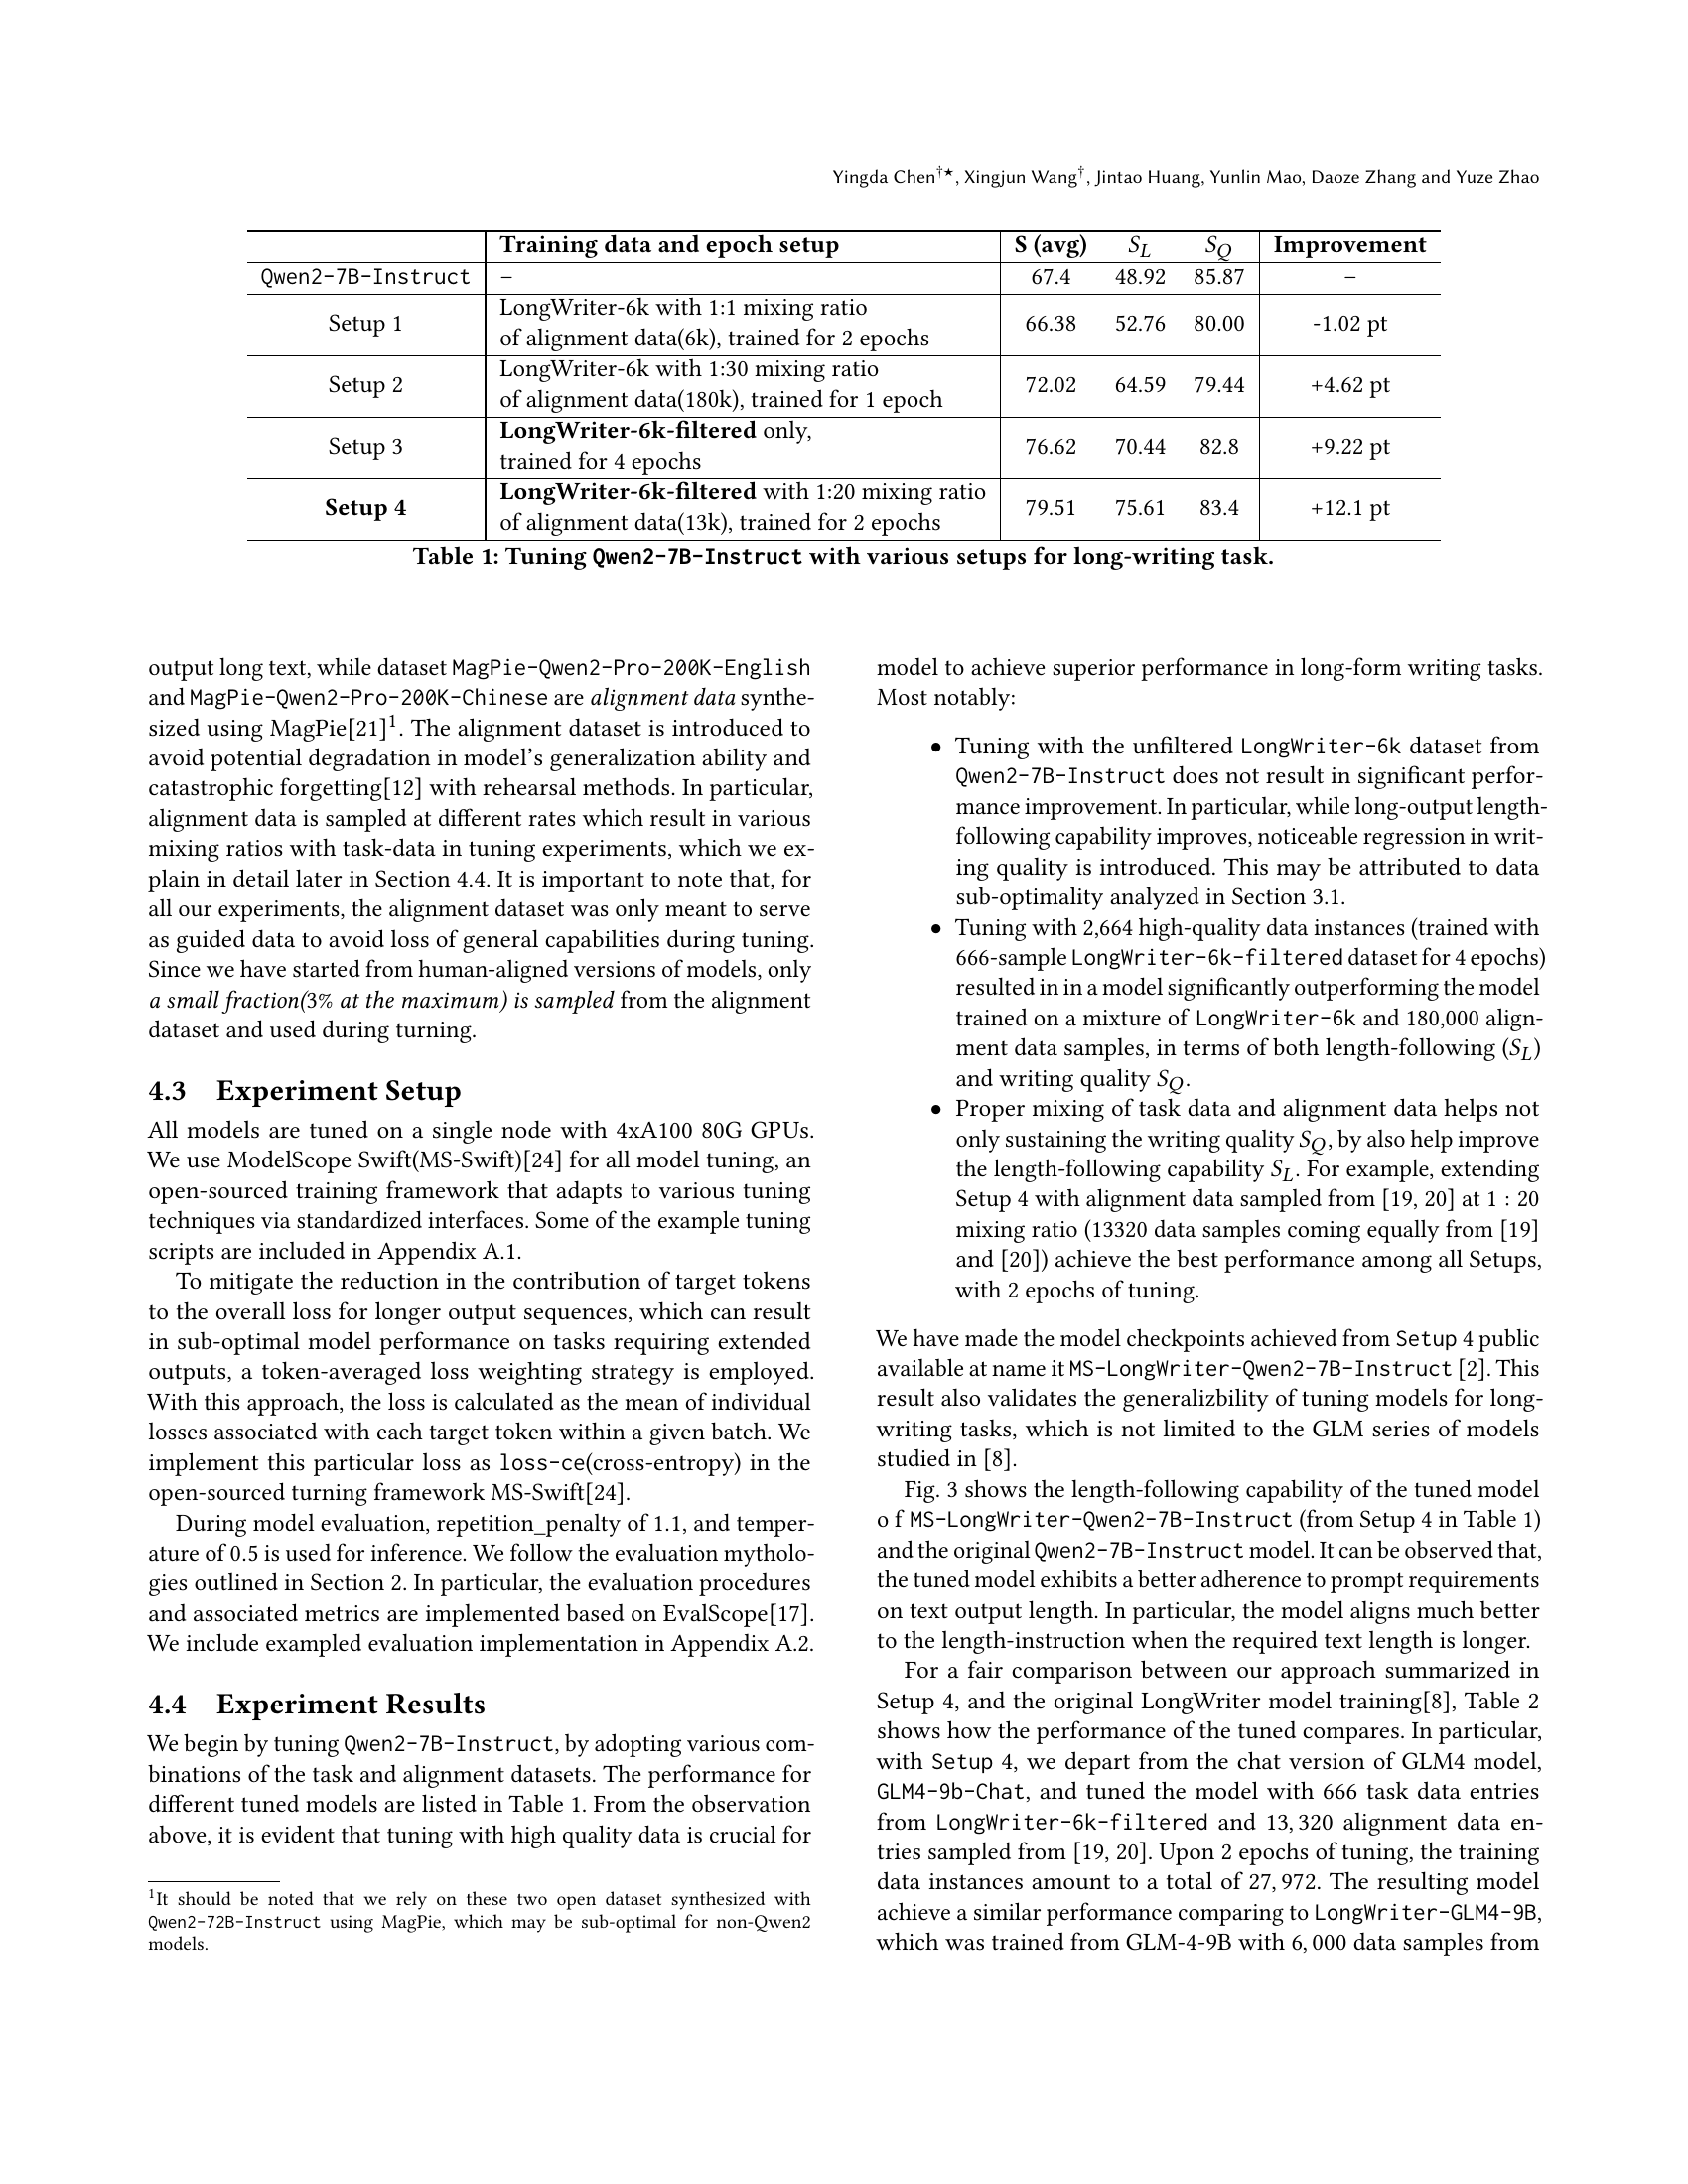 Yingda Chen†★, Xingjun Wang†, Jintao Huang, Yunlin Mao, Daoze Zhang and Yuze Zhao
Training data and epoch setup S (avg) S_L S_Q Improvement
Qwen2-7B-Instruct – 67.4 48.92 85.87 –
Setup 1 LongWriter-6k with 1:1 mixing ratio
of alignment data(6k), trained for 2 epochs 66.38 52.76 80.00 -1.02 pt
Setup 2 LongWriter-6k with 1:30 mixing ratio
of alignment data(180k), trained for 1 epoch 72.02 64.59 79.44 +4.62 pt
Setup 3 LongWriter-6k-filtered only,
trained for 4 epochs 76.62 70.44 82.8 +9.22 pt
Setup 4 LongWriter-6k-filtered with 1:20 mixing ratio
of alignment data(13k), trained for 2 epochs 79.51 75.61 83.4 +12.1 pt
Table 1: Tuning Qwen2-7B-Instruct with various setups for long-writing task.
output long text, while dataset MagPie-Qwen2-Pro-200K-English
and MagPie-Qwen2-Pro-200K-Chinese are alignment data synthe-
sized using MagPie[21]1. The alignment dataset is introduced to
avoid potential degradation in model's generalization ability and
catastrophic forgetting[12] with rehearsal methods. In particular,
alignment data is sampled at different rates which result in various
mixing ratios with task-data in tuning experiments, which we ex-
plain in detail later in Section 4.4. It is important to note that, for
all our experiments, the alignment dataset was only meant to serve
as guided data to avoid loss of general capabilities during tuning.
Since we have started from human-aligned versions of models, only
a small fraction(3% at the maximum) is sampled from the alignment
dataset and used during turning.
4.3 Experiment Setup
All models are tuned on a single node with 4xA100 80G GPUs.
We use ModelScope Swift(MS-Swift)[24] for all model tuning, an
open-sourced training framework that adapts to various tuning
techniques via standardized interfaces. Some of the example tuning
scripts are included in Appendix A.1.
To mitigate the reduction in the contribution of target tokens
to the overall loss for longer output sequences, which can result
in sub-optimal model performance on tasks requiring extended
outputs, a token-averaged loss weighting strategy is employed.
With this approach, the loss is calculated as the mean of individual
losses associated with each target token within a given batch. We
implement this particular loss as loss-ce(cross-entropy) in the
open-sourced turning framework MS-Swift[24].
During model evaluation, repetition_penalty of 1.1, and temper-
ature of 0.5 is used for inference. We follow the evaluation mytholo-
gies outlined in Section 2. In particular, the evaluation procedures
and associated metrics are implemented based on EvalScope[17].
We include exampled evaluation implementation in Appendix A.2.
4.4 Experiment Results
We begin by tuning Qwen2-7B-Instruct, by adopting various com-
binations of the task and alignment datasets. The performance for
different tuned models are listed in Table 1. From the observation
above, it is evident that tuning with high quality data is crucial for
1It should be noted that we rely on these two open dataset synthesized with
Qwen2-72B-Instruct using MagPie, which may be sub-optimal for non-Qwen2
models.
model to achieve superior performance in long-form writing tasks.
Most notably:
• Tuning with the unfiltered LongWriter-6k dataset from
Qwen2-7B-Instruct does not result in significant perfor-
mance improvement. In particular, while long-output length-
following capability improves, noticeable regression in writ-
ing quality is introduced. This may be attributed to data
sub-optimality analyzed in Section 3.1.
• Tuning with 2,664 high-quality data instances (trained with
666-sample LongWriter-6k-filtered dataset for 4 epochs)
resulted in in a model significantly outperforming the model
trained on a mixture of LongWriter-6k and 180,000 align-
ment data samples, in terms of both length-following (S_L)
and writing quality S_Q.
• Proper mixing of task data and alignment data helps not
only sustaining the writing quality S_Q, by also help improve
the length-following capability S_L. For example, extending
Setup 4 with alignment data sampled from [19, 20] at 1 : 20
mixing ratio (13320 data samples coming equally from [19]
and [20]) achieve the best performance among all Setups,
with 2 epochs of tuning.
We have made the model checkpoints achieved from Setup 4 public
available at name it MS-LongWriter-Qwen2-7B-Instruct [2]. This
result also validates the generalizbility of tuning models for long-
writing tasks, which is not limited to the GLM series of models
studied in [8].
Fig. 3 shows the length-following capability of the tuned model
o f MS-LongWriter-Qwen2-7B-Instruct (from Setup 4 in Table 1)
and the original Qwen2-7B-Instruct model. It can be observed that,
the tuned model exhibits a better adherence to prompt requirements
on text output length. In particular, the model aligns much better
to the length-instruction when the required text length is longer.
For a fair comparison between our approach summarized in
Setup 4, and the original LongWriter model training[8], Table 2
shows how the performance of the tuned compares. In particular,
with Setup 4, we depart from the chat version of GLM4 model,
GLM4-9b-Chat, and tuned the model with 666 task data entries
from LongWriter-6k-filtered and 13, 320 alignment data en-
tries sampled from [19, 20]. Upon 2 epochs of tuning, the training
data instances amount to a total of 27, 972. The resulting model
achieve a similar performance comparing to LongWriter-GLM4-9B,
which was trained from GLM-4-9B with 6, 000 data samples from